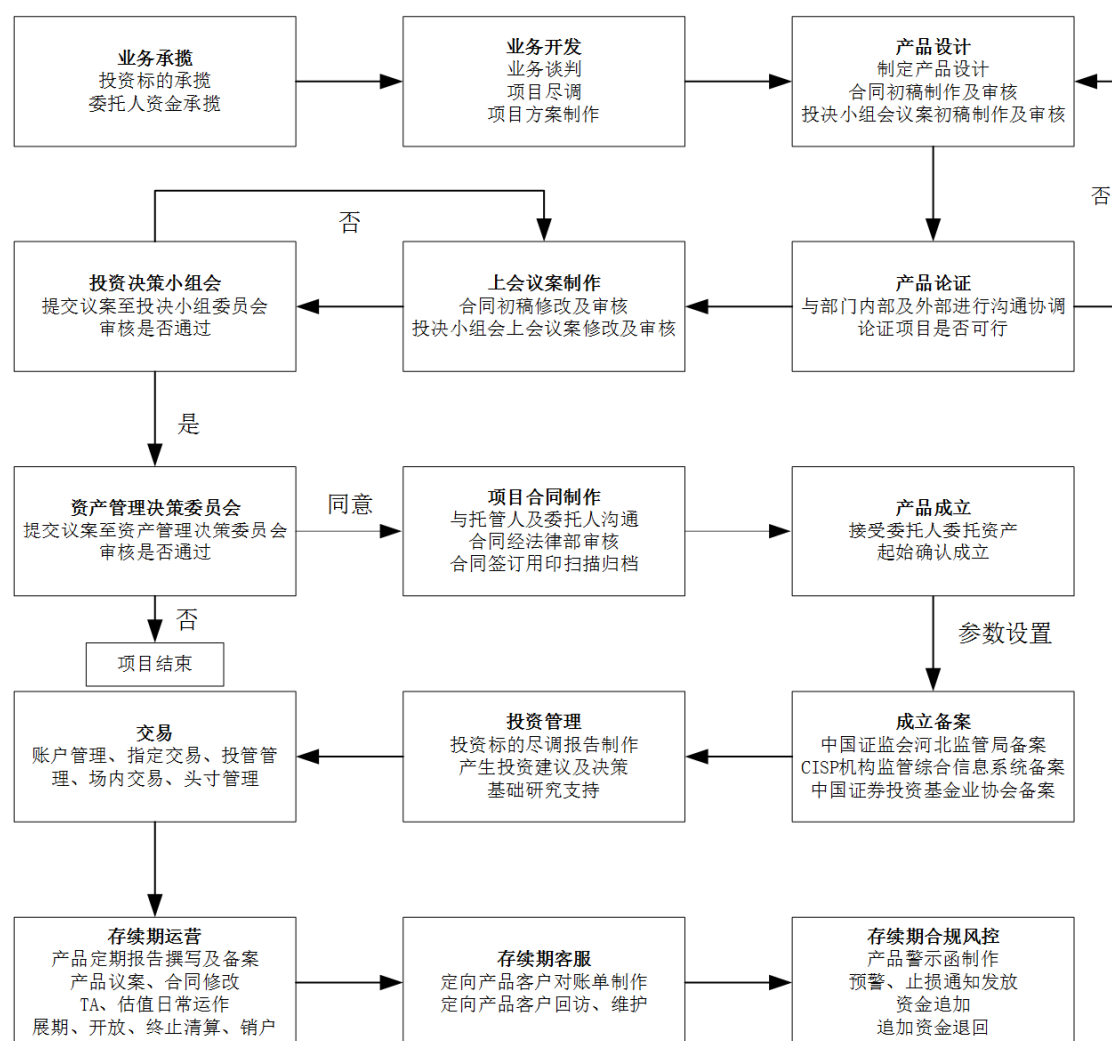 业务承揽
投资标的承揽
委托人资金承揽
业务开发
业务谈判
项目尽调
项目方案制作
产品设计
制定产品设计
合同初稿制作及审核
投决小组会议案初稿制作及审核
否
否
投资决策小组会
提交议案至投决小组委员会
审核是否通过
上会议案制作
合同初稿修改及审核
投决小组会上会议案修改及审核
产品论证
与部门内部及外部进行沟通协调
论证项目是否可行
是
资产管理决策委员会
提交议案至资产管理决策委员会
审核是否通过
同意
项目合同制作
与托管人及委托人沟通
合同经法律部审核
合同签订用印扫描归档
产品成立
接受委托人委托资产
起始确认成立
否
项目结束
参数设置
交易
账户管理、指定交易、投管管
理、场内交易、头寸管理
投资管理
投资标的尽调报告制作
产生投资建议及决策
基础研究支持
成立备案
中国证监会河北监管局备案
CISP机构监管综合信息系统备案
中国证券投资基金业协会备案
存续期运营
产品定期报告撰写及备案
产品议案、合同修改
TA、估值日常运作
展期、开放、终止清算、销户
存续期客服
定向产品客户对账单制作
定向产品客户回访、维护
存续期合规风控
产品警示函制作
预警、止损通知发放
资金追加
追加资金退回